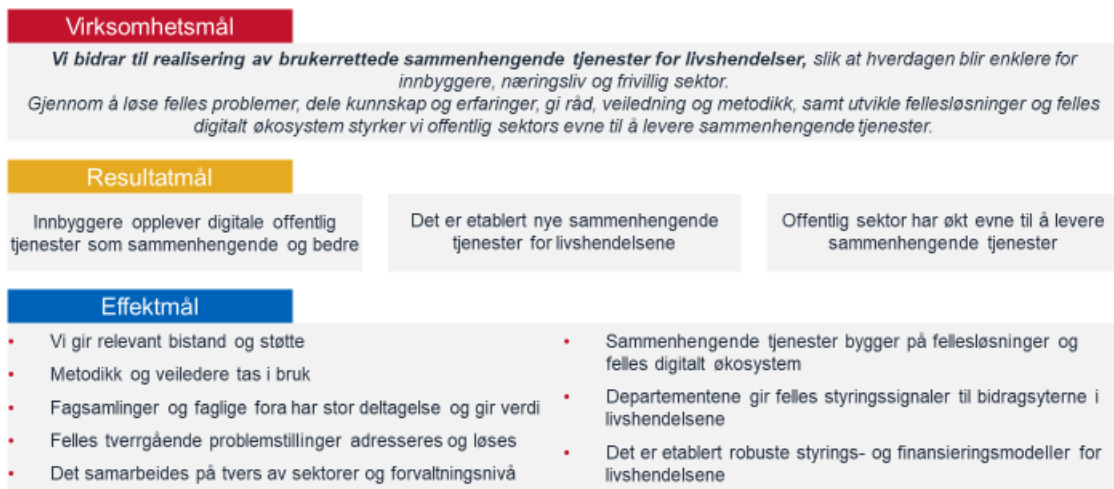 Virksomhetsmål
Vi bidrar til realisering av brukerrettede sammenhengende tjenester for livshendelser, slik at hverdagen blir enklere for
innbyggere, næringsliv og frivillig sektor.
Gjennom å løse felles problemer, dele kunnskap og erfaringer, gi råd, veiledning og metodikk, samt utvikle fellesløsninger og felles
digitalt økosystem styrker vi offentlig sektors evne til å levere sammenhengende tjenester.
Resultatmål
Innbyggere opplever digitale offentlig
tjenester som sammenhengende og bedre
Det er etablert nye sammenhengende
tjenester for livshendelsene
Offentlig sektor har økt evne til å levere
sammenhengende tjenester
Effektmål
• Vi gir relevant bistand og støtte
• Metodikk og veiledere tas i bruk
• Fagsamlinger og faglige fora har stor deltagelse og gir verdi
• Felles tverrgående problemstillinger adresseres og løses
• Det samarbeides på tvers av sektorer og forvaltningsnivå
• Sammenhengende tjenester bygger på fellesløsninger og
felles digitalt økosystem
• Departementene gir felles styringssignaler til bidragsyterne i
livshendelsene
• Det er etablert robuste styrings- og finansieringsmodeller for
livshendelsene